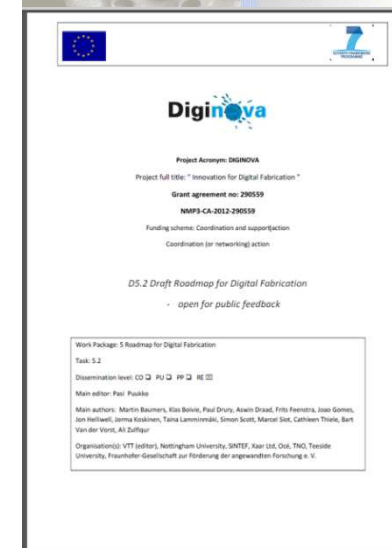 SEVENTH FRAMEWORK
PROGRAMME
Diginova
Project Acronym: DIGINOVA
Project full title: " Innovation for Digital Fabrication "
Grant agreement no: 290559
NMP3-CA-2012-290559
Funding scheme: Coordination and support action
Coordination (or networking) action
D5.2 Draft Roadmap for Digital Fabrication
- open for public feedback
Work Package: 5 Roadmap for Digital Fabrication
Task: 5.2
Dissemination level: CO ❑ PU ❑ PP ❑ RE ☒
Main editor: Pasi Puukko
Main authors: Martin Baumers, Klas Boivie, Paul Drury, Aswin Draad, Frits Feenstra, Joao Gomes,
Jon Helliwell, Jorma Koskinen, Taina Lamminmäki, Simon Scott, Marcel Slot, Cathleen Thiele, Bart
Van der Vorst, Ali Zulfiqur
Organisation(s): VTT (editor), Nottingham University, SINTEF, Xaar Ltd, Océ, TNO, Teeside
University, Fraunhofer-Gesellschaft zur Förderung der angewandten Forschung e. V.